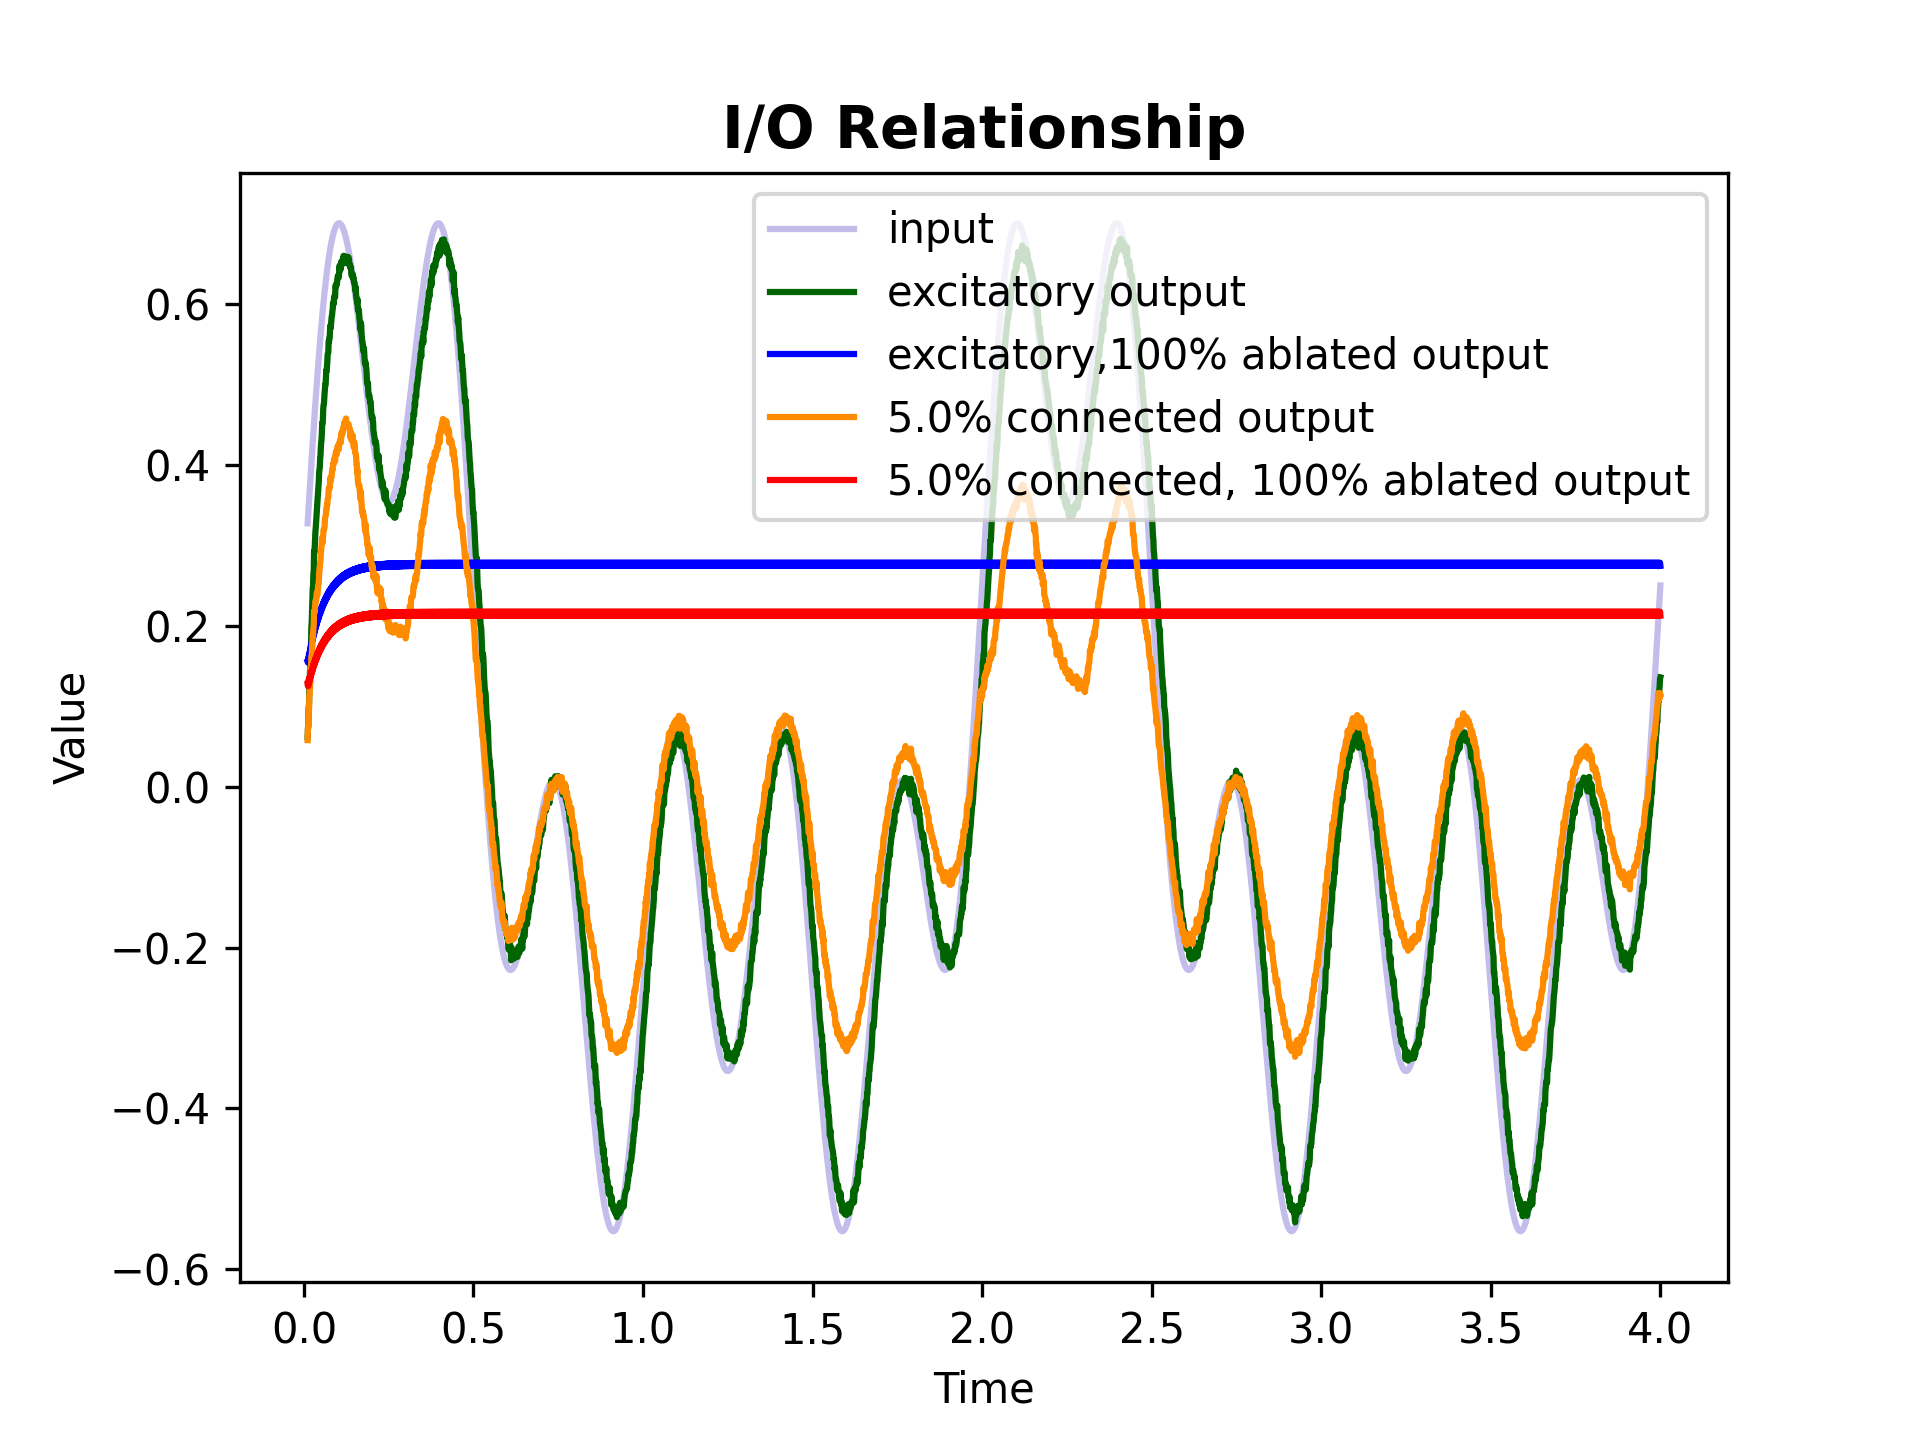 I/O Relationship
input
excitatory output
excitatory,100% ablated output
5.0% connected output
5.0% connected, 100% ablated output
Value
0.6
0.4
0.2
0.0
−0.2
−0.4
−0.6
0.0 0.5 1.0 1.5 2.0 2.5 3.0 3.5 4.0
Time